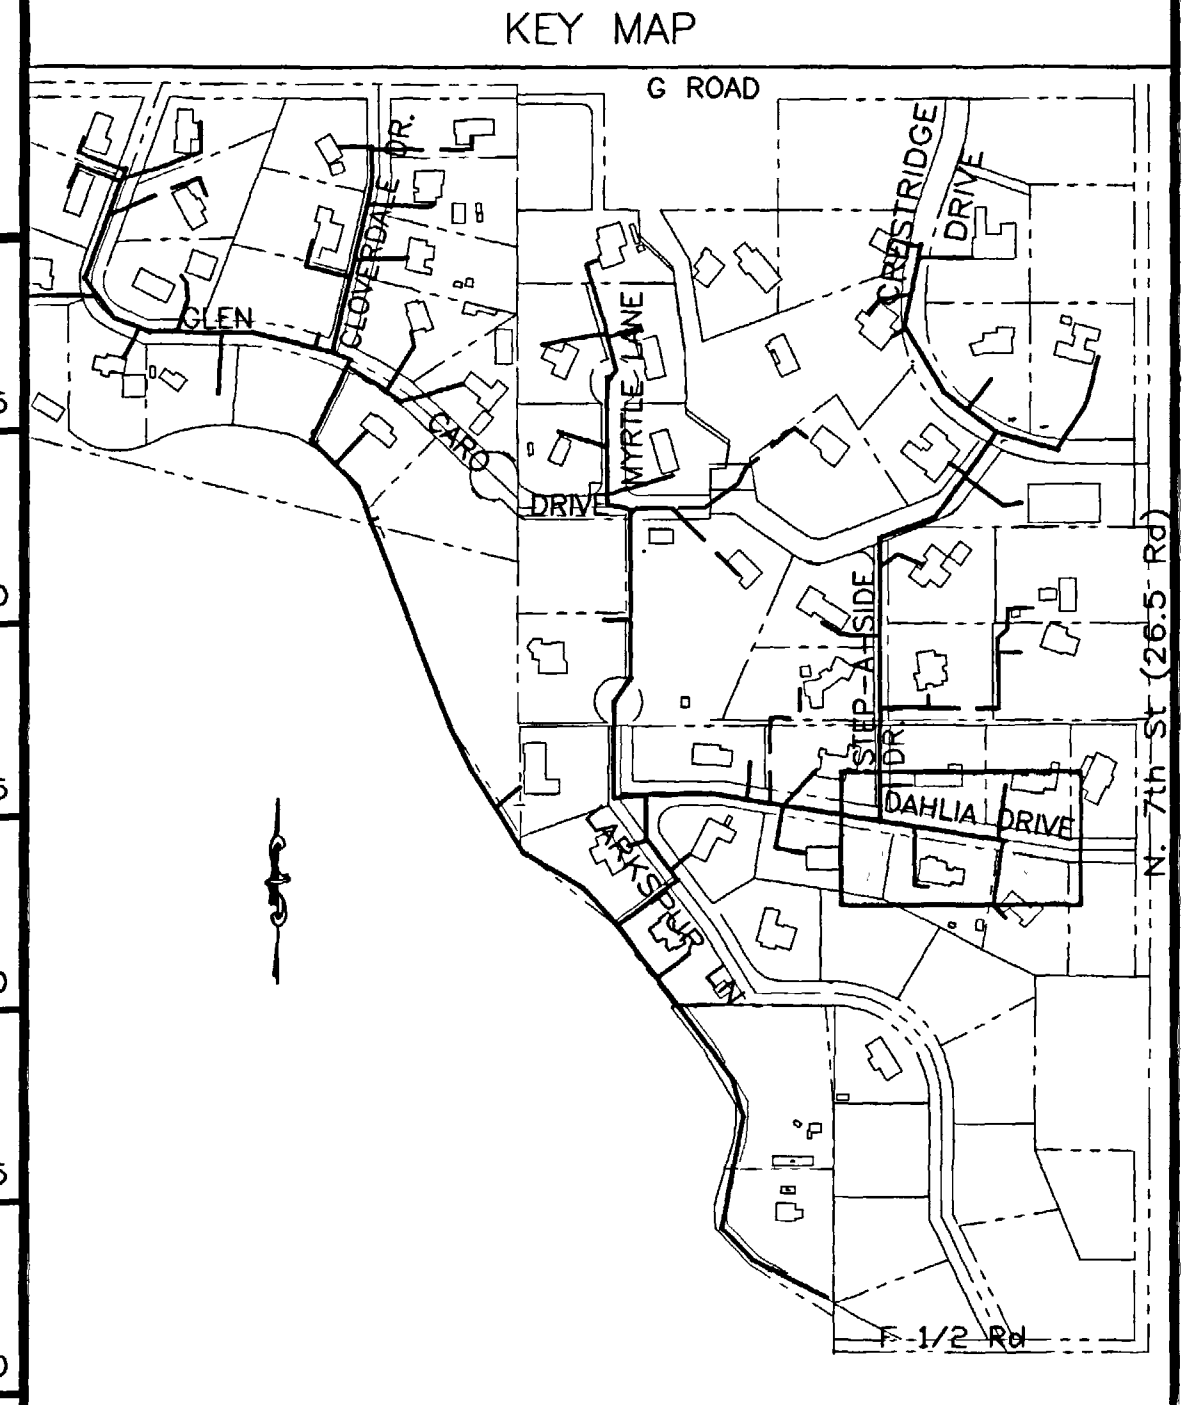 KEY MAP
G ROAD
CRESTRIDGE
DRIVE
CLOVERDALE DR.
GLEN
CARO
DRIVE
MYRTLE LANE
STEP-A-SIDE
DR.
DAHLIA DRIVE
LARKSPUR LN
N. 7th St (26.5 Rd)
F 1/2 Rd